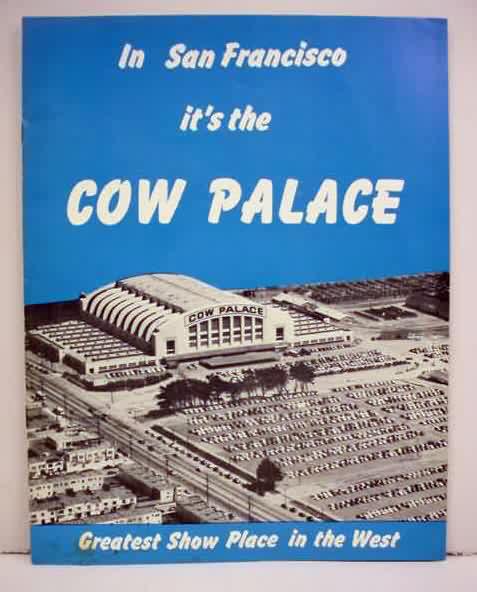 In San Francisco
it's the
COW PALACE
COW PALACE
Greatest Show Place in the West